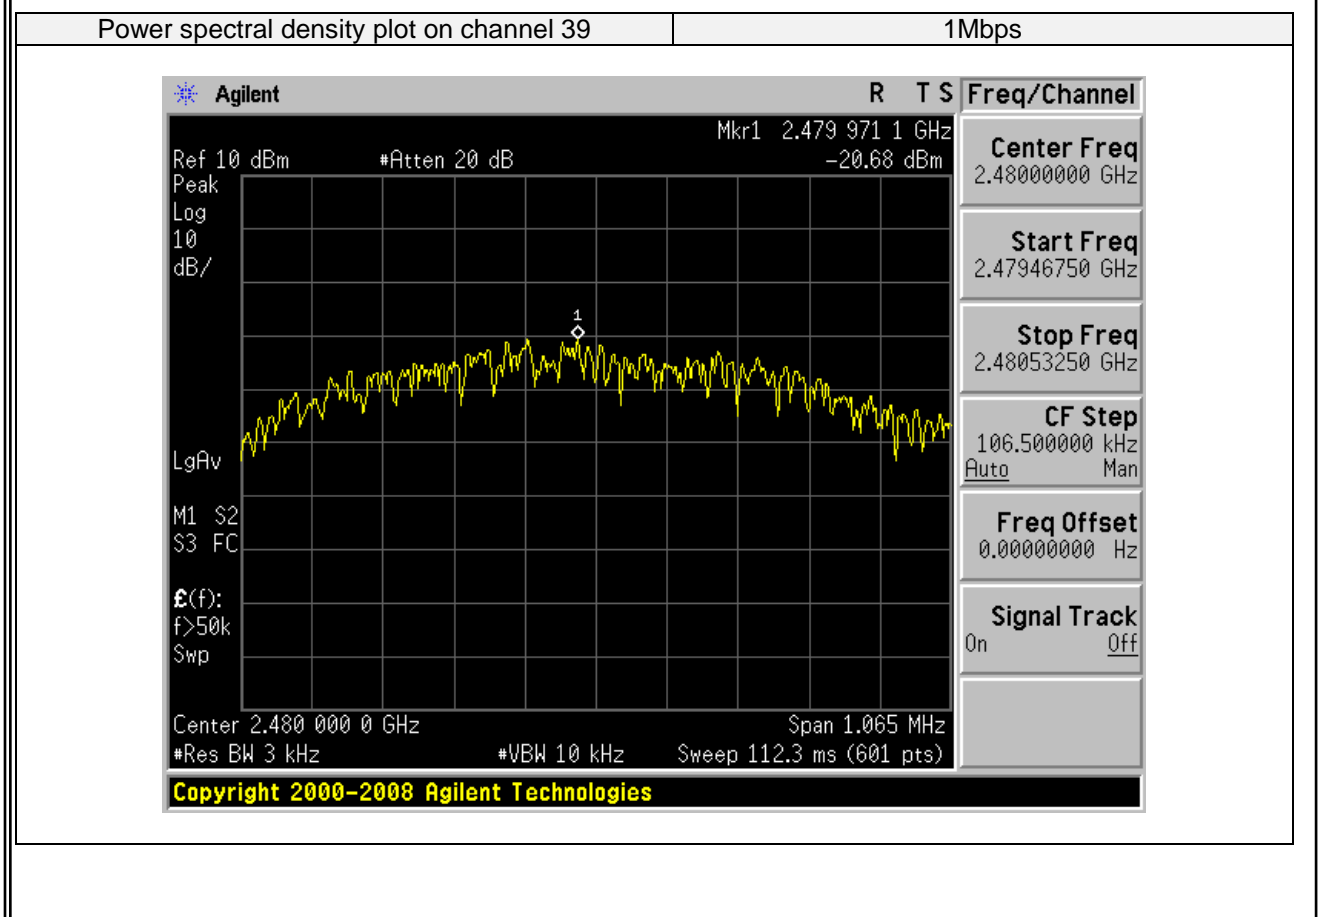 Power spectral density plot on channel 39 1Mbps
Agilent R T S Freq/Channel
Mkr1 2.479 971 1 GHz
Ref 10 dBm #Atten 20 dB -20.68 dBm
Peak
Log
10
dB/
1
LgAv
M1 S2
S3 FC
£(f):
f>50k
Swp
Center 2.480 000 0 GHz Span 1.065 MHz
#Res BW 3 kHz #VBW 10 kHz Sweep 112.3 ms (601 pts)
Center Freq
2.48000000 GHz
Start Freq
2.47946750 GHz
Stop Freq
2.48053250 GHz
CF Step
106.500000 kHz
Auto Man
Freq Offset
0.00000000 Hz
Signal Track
On Off
Copyright 2000-2008 Agilent Technologies